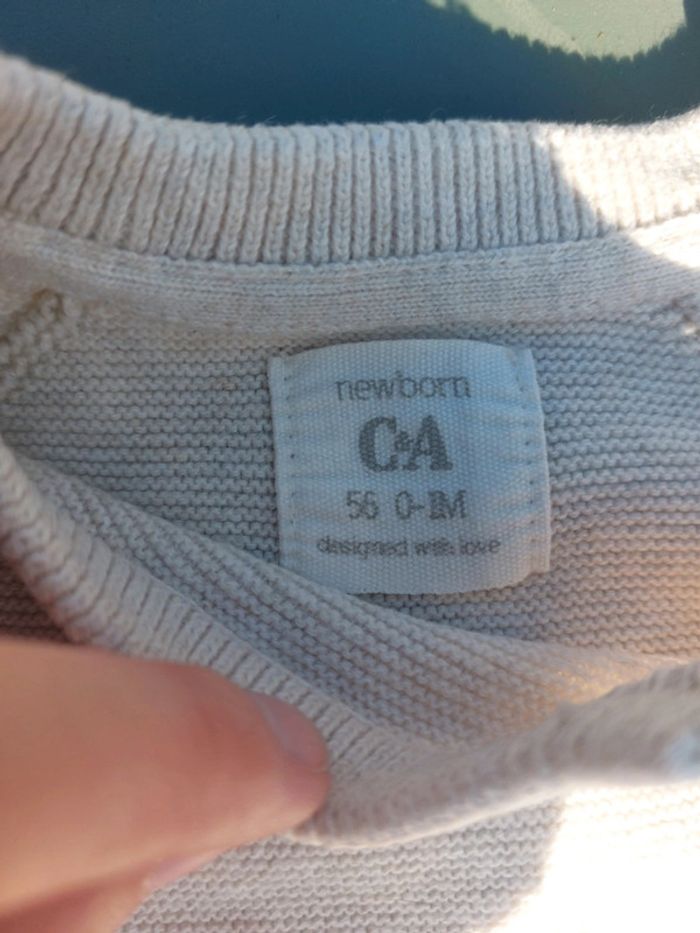 newborn
C&A
56 0-1M
designed with love